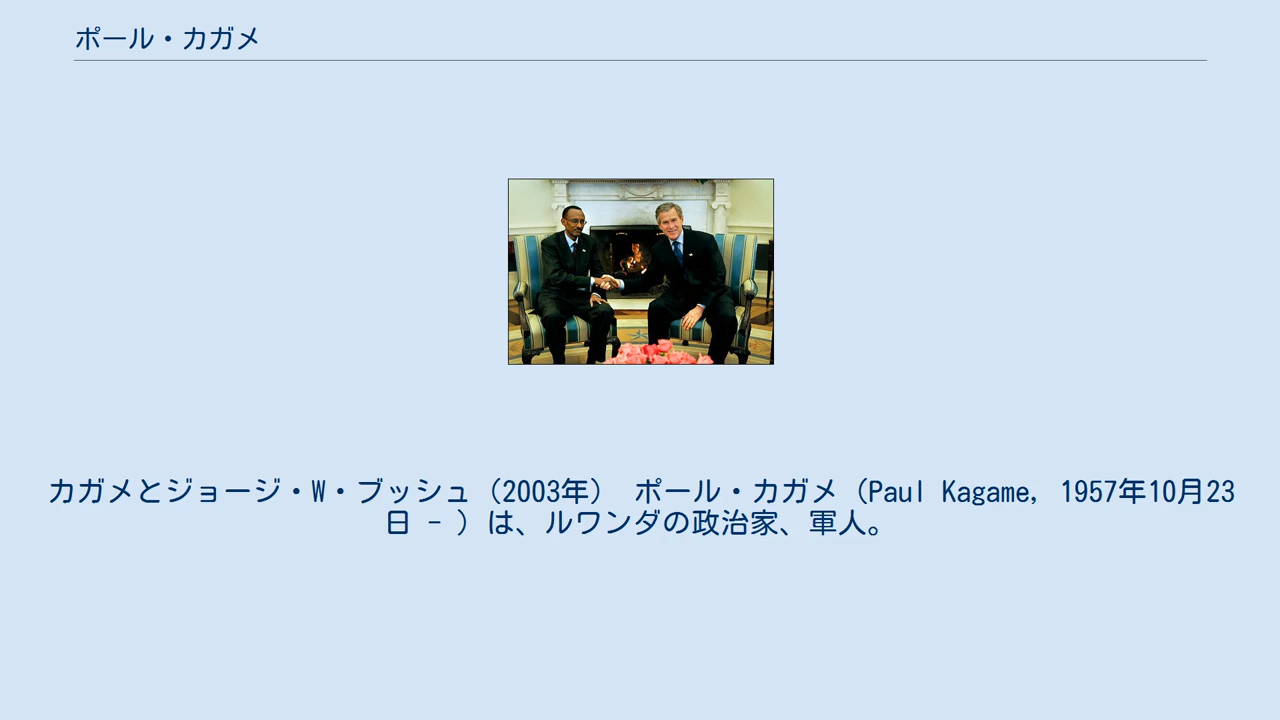 ポール・カガメ
カガメとジョージ・W・ブッシュ（2003年） ポール・カガメ（Paul Kagame, 1957年10月23
日 - ）は、ルワンダの政治家、軍人。